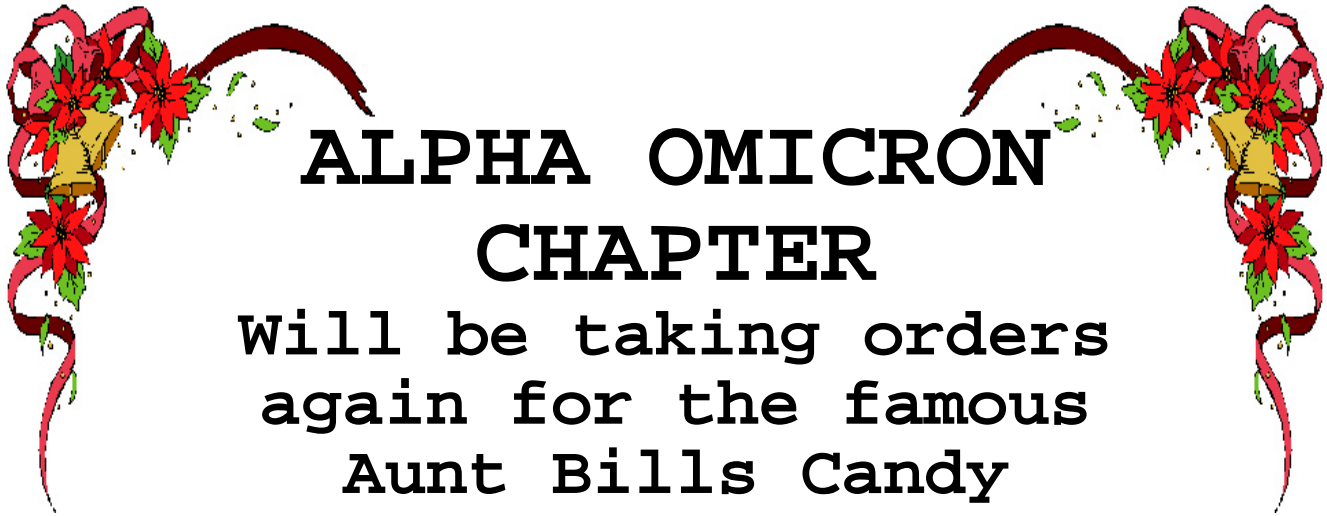 ALPHA OMICRON
CHAPTER
Will be taking orders
again for the famous
Aunt Bills Candy